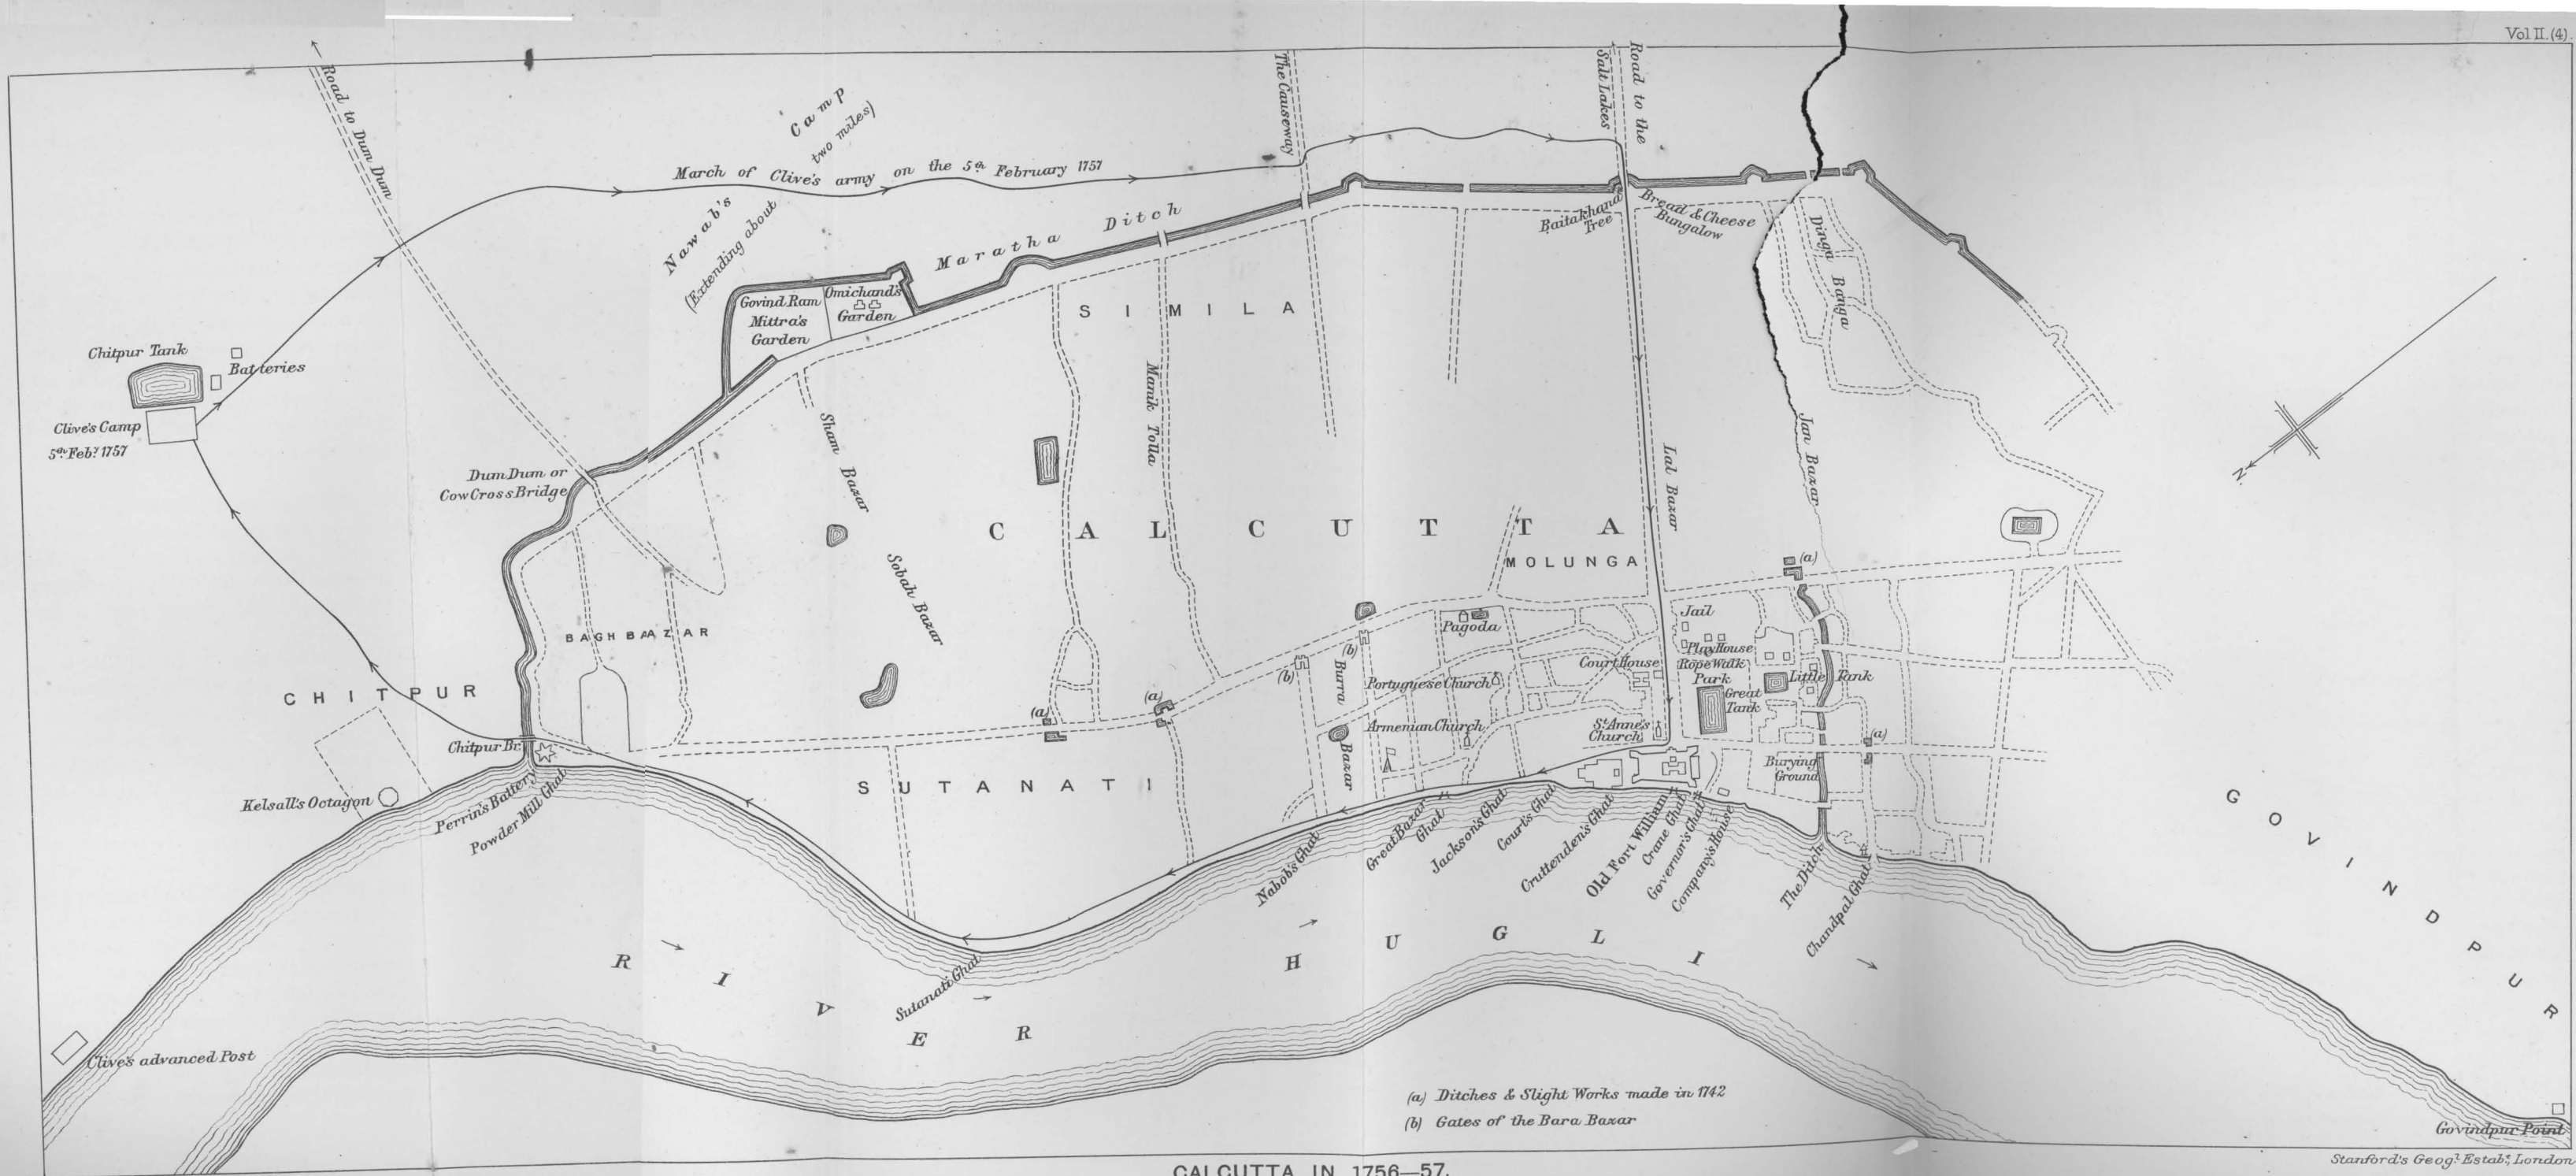 Vol II. (4).
Road to Dum Dum
Camp
two miles)
Nawab's
(Extending about
The Causeway
Road to the
Salt Lakes
March of Clive's army on the 5th February 1757
Maratha Ditch
Baitakhana
Tree
Bread & Cheese
Bungalow
Dinga Banga
Govind Ram
Mittra's
Garden
Omichand's
Garden
SIMILA
Chitpur Tank
Batteries
Clive's Camp
5th Feby. 1757
Dum Dum or
Cow Cross Bridge
Sham Bazar
Manik Tolla
Lal Bazar
Jan Bazar
N.
CALCUTTA
Sobah Bazar
MOLUNGA
(a)
BAGH BAAZAR
Jail
Pagoda
Play House
Court House
Rope Walk
(b)
(b)
Burra Bazar
Portuguese Church
Park
Great
Tank
Little Tank
CHITPUR
(a)
(a)
Armenian Church
St. Anne's
Church
(a)
Chitpur Br.
Burying
Ground
SUTANATI
Kelsall's Octagon
Perrin's Battery
Powder Mill Ghat
Nabob's Ghat
Great Bazar
Ghat
Jackson's Ghat
Court's Ghat
Cruttenden's Ghat
Old Fort William
Crane Ghat
Governor's Ghat
Company's House
The Ditch
Chandpal Ghat
GOVINDPUR
Sutanati Ghat
RIVER HUGLI
Clive's advanced Post
(a) Ditches & Slight Works made in 1742
(b) Gates of the Bara Bazar
Govindpur Point
Stanford's Geogl. Estabt., London
CALCUTTA IN 1756—57.